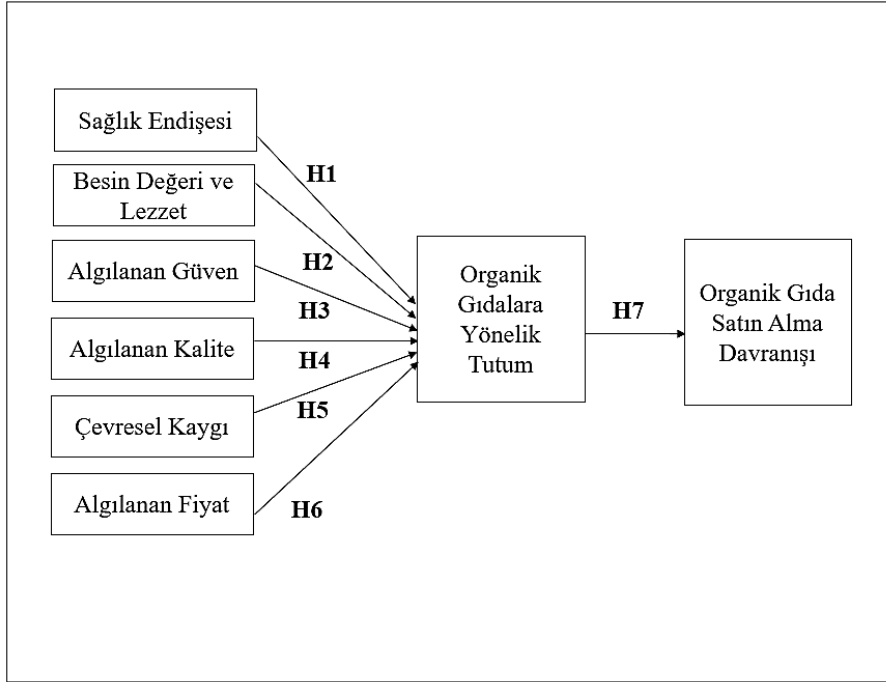 Sağlık Endişesi
Besin Değeri ve
Lezzet
Algılanan Güven
Algılanan Kalite
Çevresel Kaygı
Algılanan Fiyat
H1
H2
H3
H4
H5
H6
Organik
Gıdalara
Yönelik
Tutum
H7
Organik Gıda
Satın Alma
Davranışı